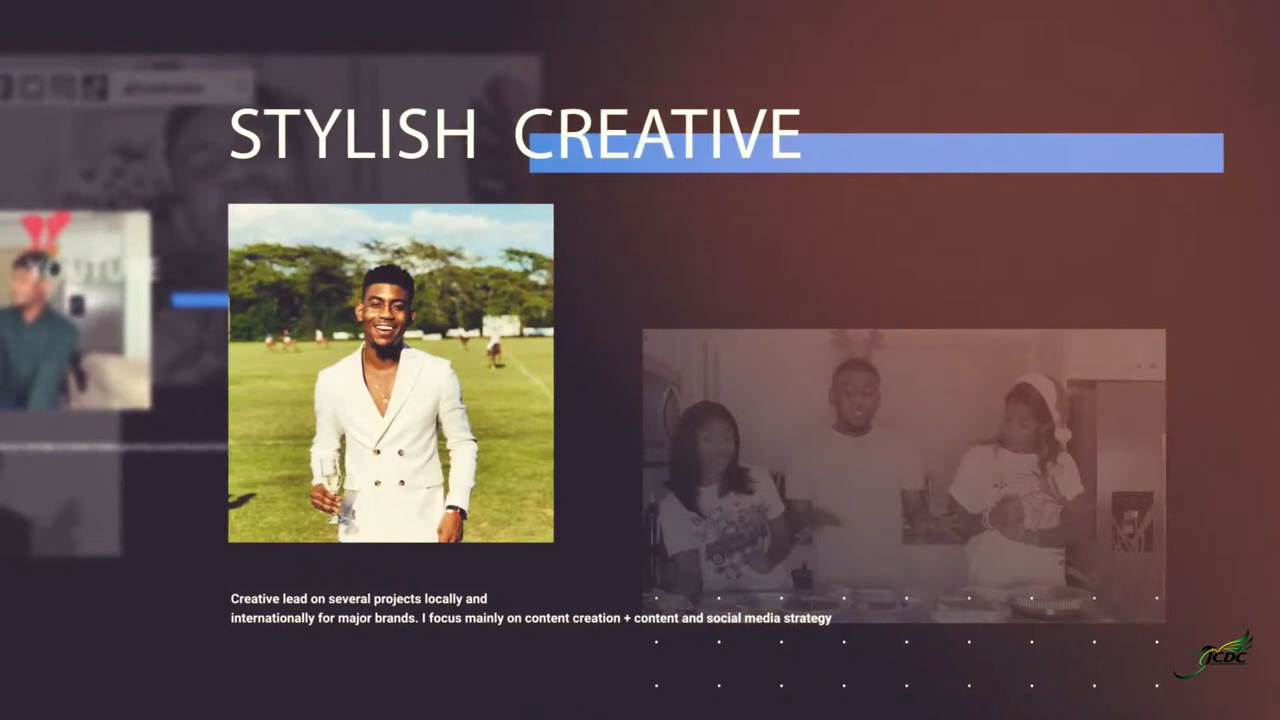 STYLISH CREATIVE
Creative lead on several projects locally and
internationally for major brands. I focus mainly on content creation + content and social media strategy
JCDC